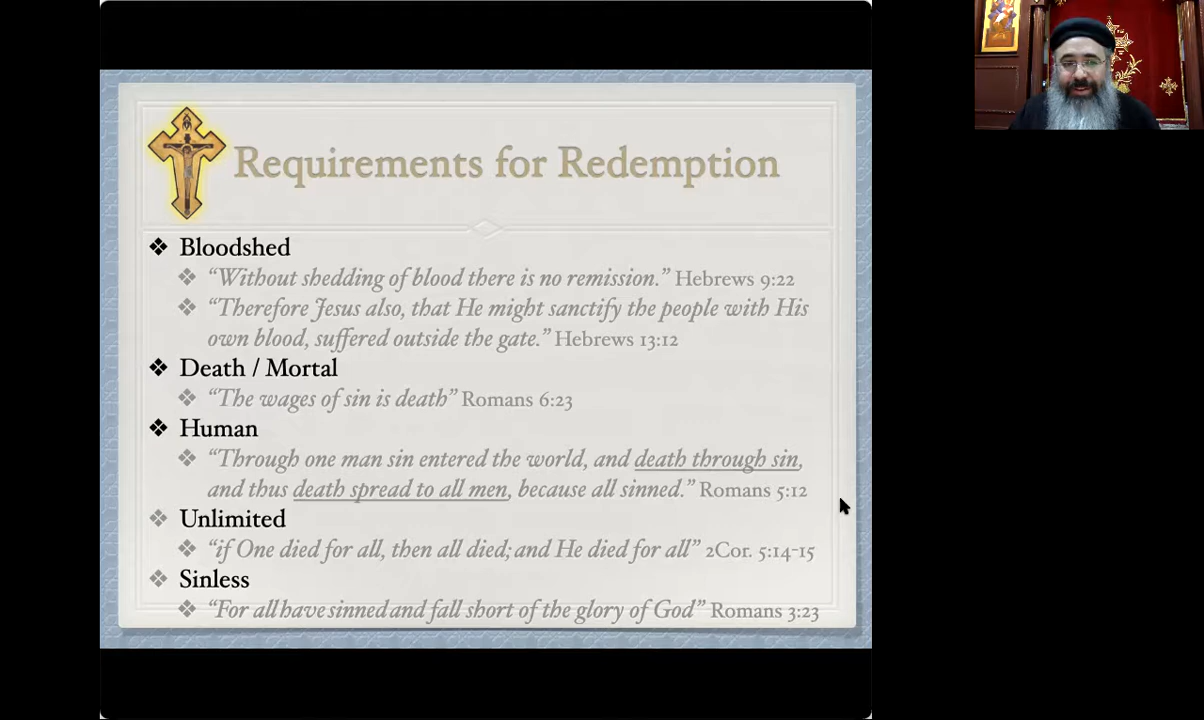 Requirements for Redemption
❖ Bloodshed
❖ “Without shedding of blood there is no remission.” Hebrews 9:22
❖ “Therefore Jesus also, that He might sanctify the people with His
own blood, suffered outside the gate.” Hebrews 13:12
❖ Death / Mortal
❖ “The wages of sin is death” Romans 6:23
❖ Human
❖ “Through one man sin entered the world, and death through sin,
and thus death spread to all men, because all sinned.” Romans 5:12
❖ Unlimited
❖ “if One died for all, then all died; and He died for all” 2Cor. 5:14-15
❖ Sinless
❖ “For all have sinned and fall short of the glory of God” Romans 3:23